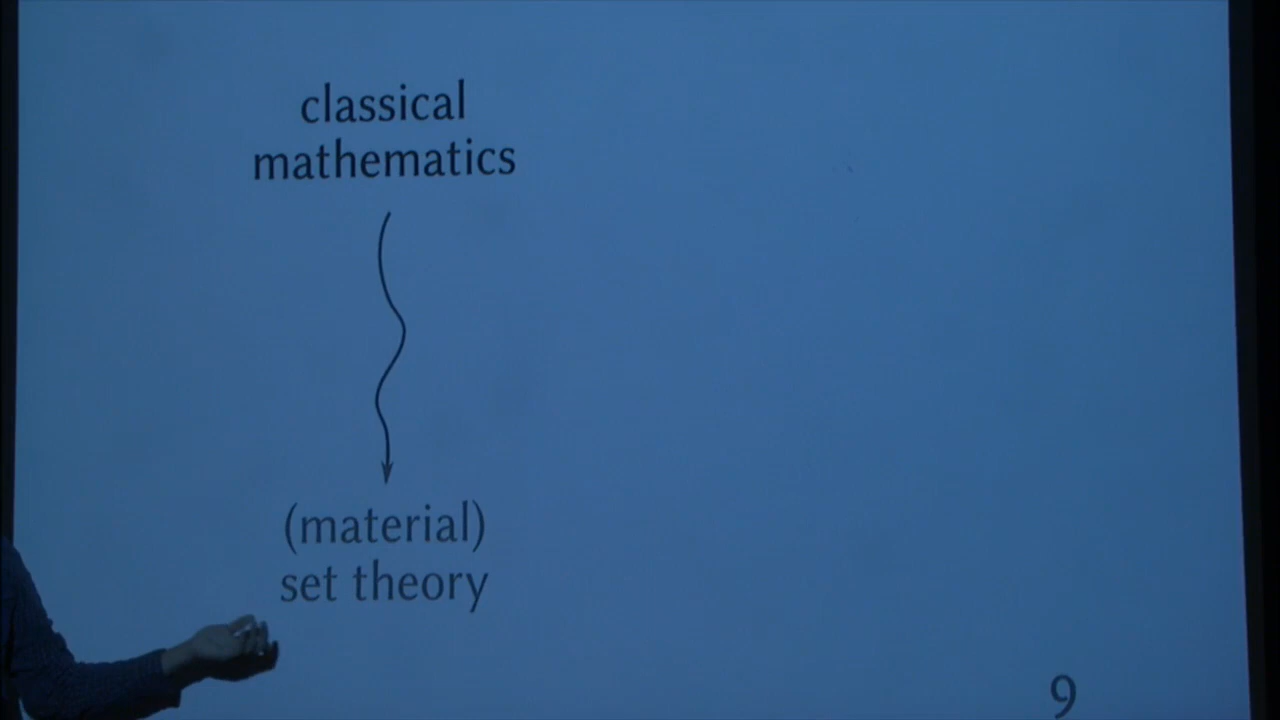 classical
mathematics
(material)
set theory
9